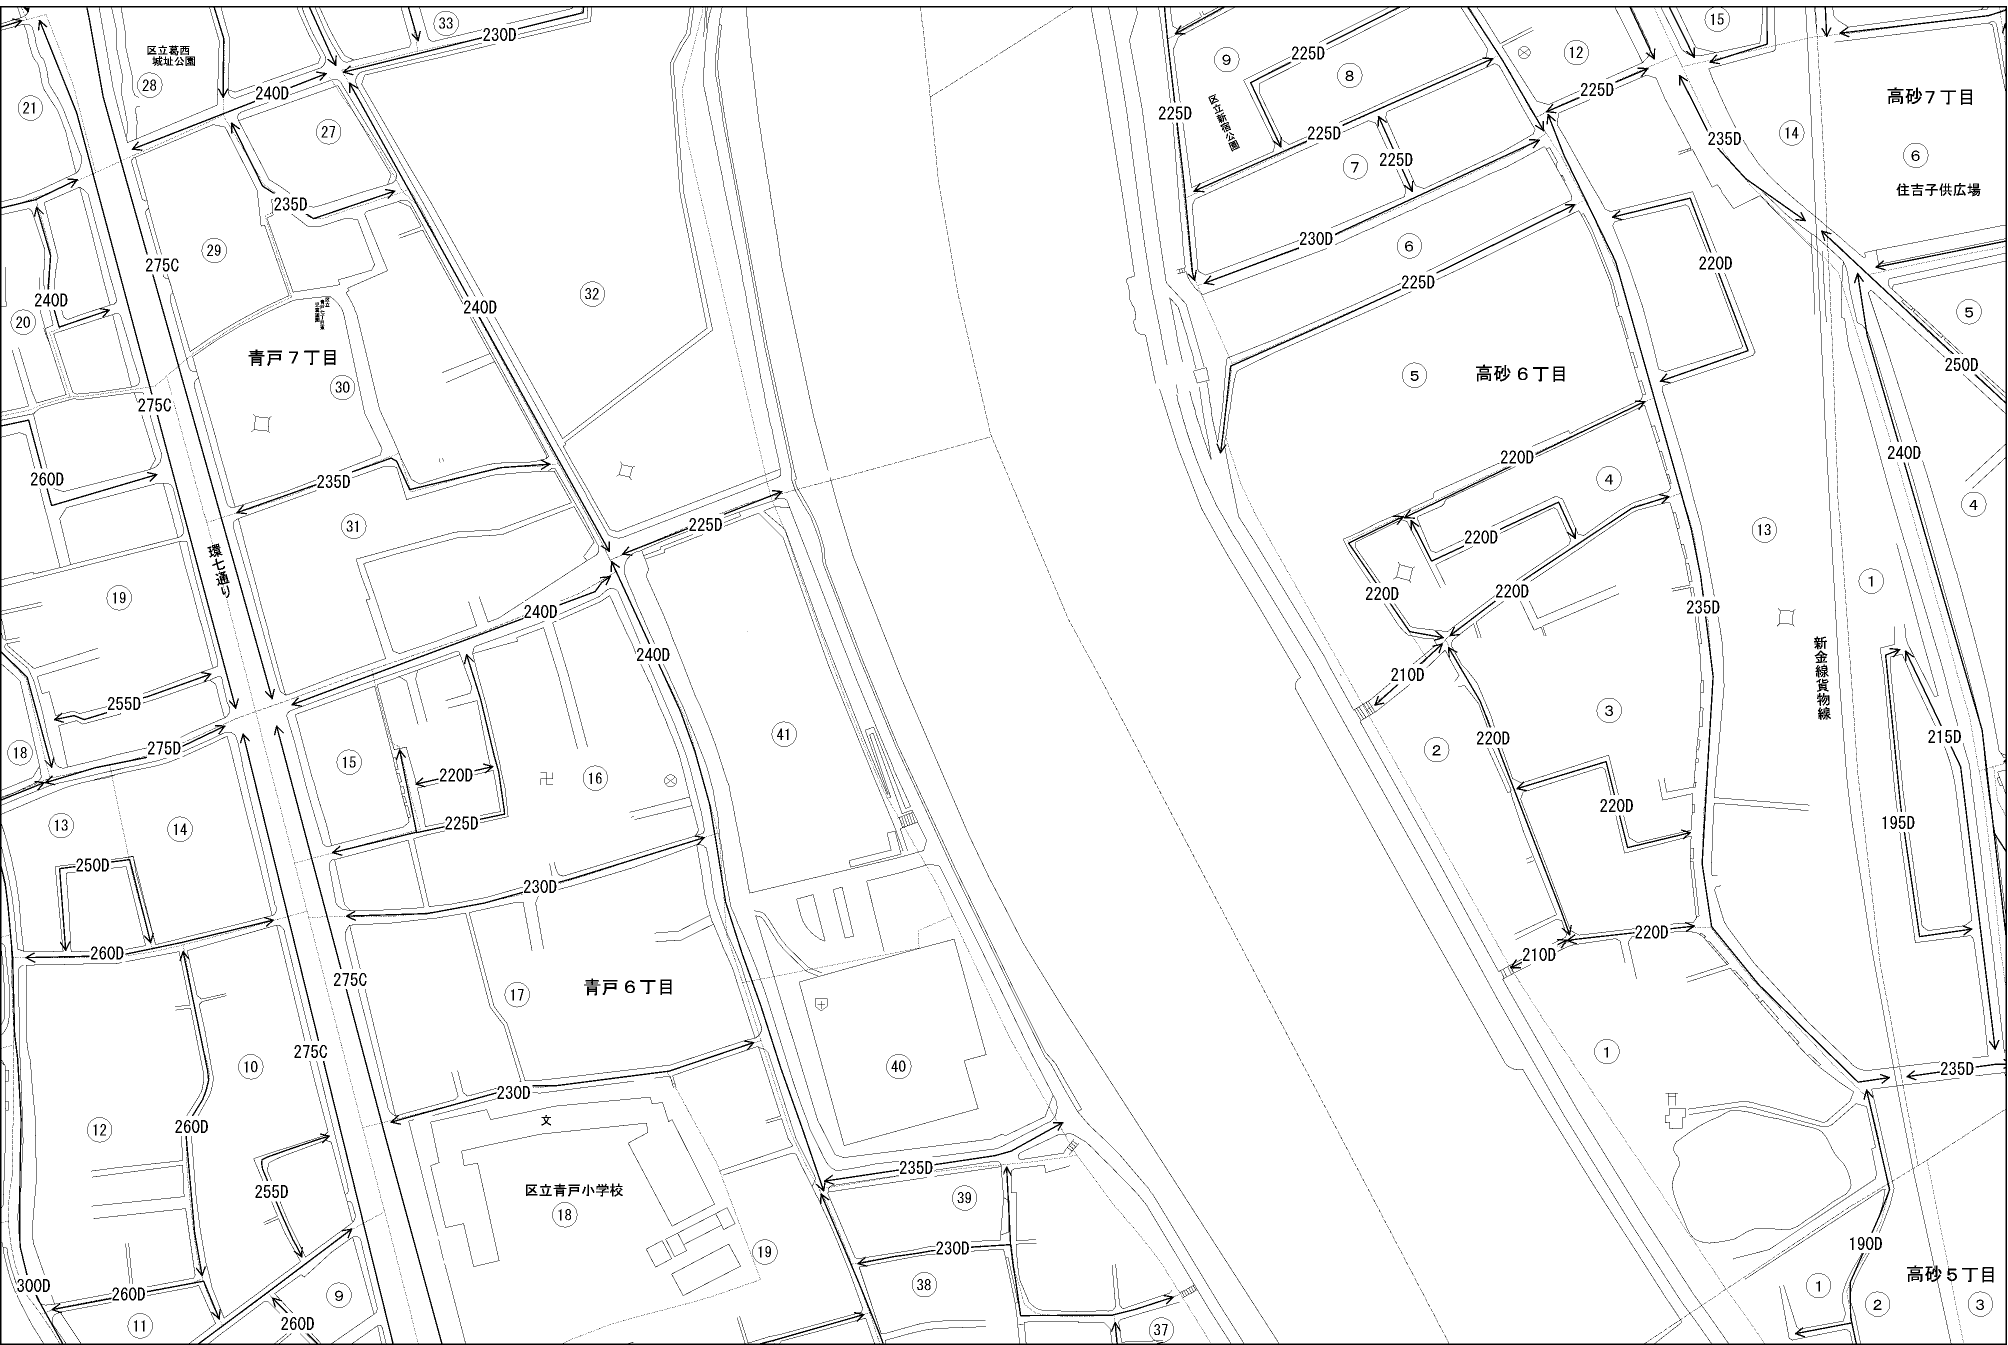 33
230D
区立葛西
城址公園
28
21
240D
27
235D
29
275C
240D
20
32
240D
青戸７丁目
30
275C
260D
235D
31
225D
環七通り
19
240D
240D
255D
18
275D
15
220D
16
41
225D
13
14
250D
230D
260D
275C
17
青戸６丁目
275C
10
230D
40
12
260D
文
区立青戸小学校
18
235D
255D
39
19
230D
300D
260D
9
38
11
260D
37
15
9
225D
8
12
225D
高砂７丁目
区立新宿公園
225D
225D
225D
7
235D
14
6
住吉子供広場
230D
6
220D
225D
5
5
高砂６丁目
250D
220D
4
240D
4
220D
13
220D
220D
235D
1
新金線貨物線
210D
3
220D
2
215D
220D
195D
220D
210D
1
235D
190D
高砂５丁目
1
2
3